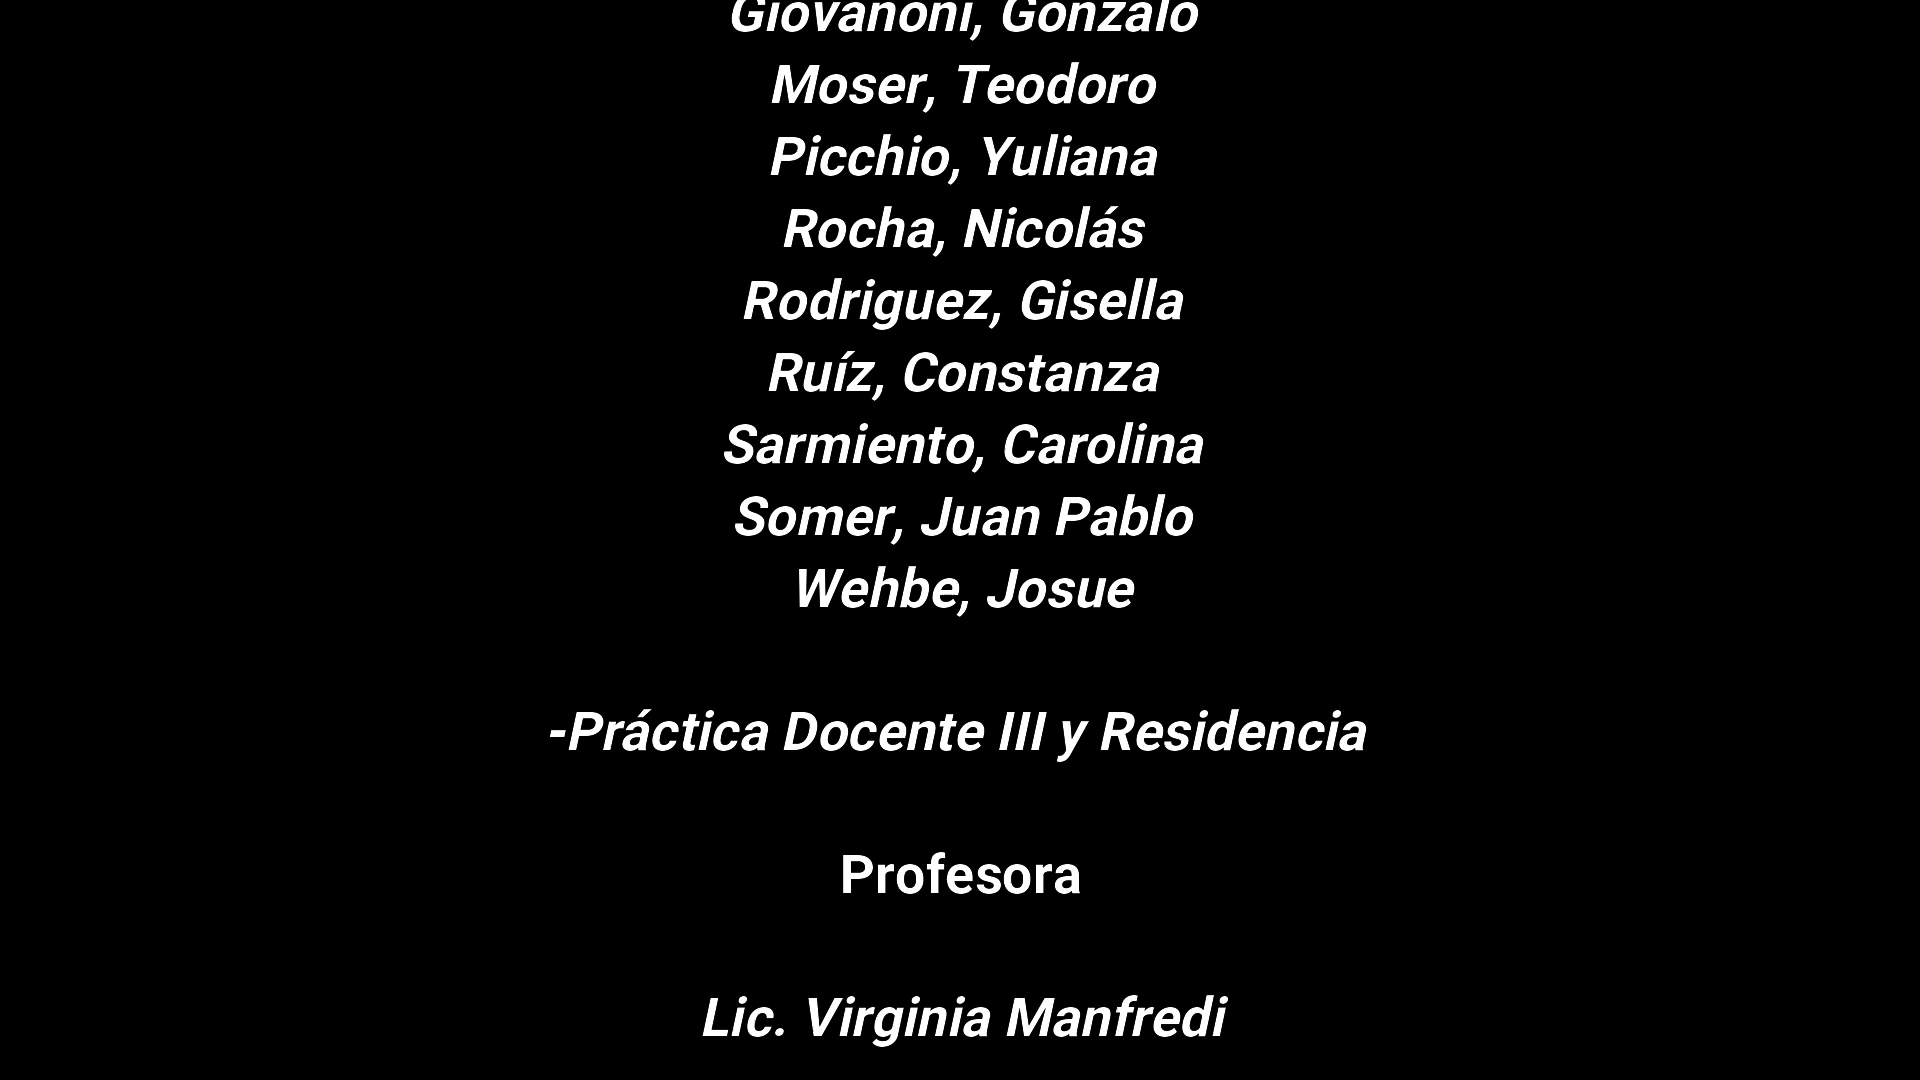 Giovanoni, Gonzalo
Moser, Teodoro
Picchio, Yuliana
Rocha, Nicolás
Rodriguez, Gisella
Ruíz, Constanza
Sarmiento, Carolina
Somer, Juan Pablo
Wehbe, Josue
-Práctica Docente III y Residencia
Profesora
Lic. Virginia Manfredi